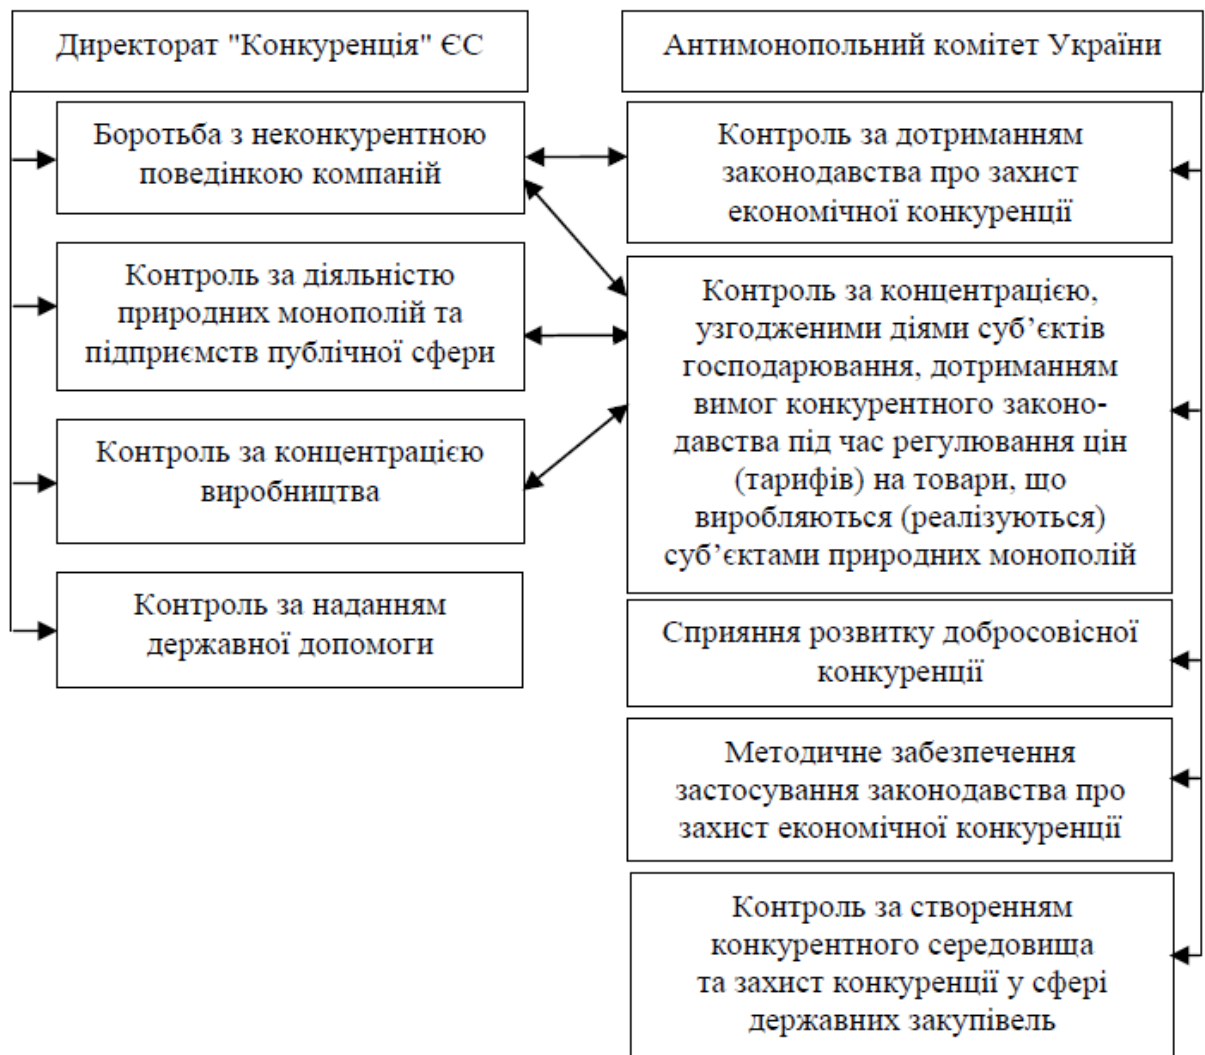 Директорат "Конкуренція" ЄС
Боротьба з неконкурентною
поведінкою компаній
Контроль за діяльністю
природних монополій та
підприємств публічної сфери
Контроль за концентрацією
виробництва
Контроль за наданням
державної допомоги
Антимонопольний комітет України
Контроль за дотриманням
законодавства про захист
економічної конкуренції
Контроль за концентрацією,
узгодженими діями суб’єктів
господарювання, дотриманням
вимог конкурентного законо-
давства під час регулювання цін
(тарифів) на товари, що
виробляються (реалізуються)
суб’єктами природних монополій
Сприяння розвитку добросовісної
конкуренції
Методичне забезпечення
застосування законодавства про
захист економічної конкуренції
Контроль за створенням
конкурентного середовища
та захист конкуренції у сфері
державних закупівель